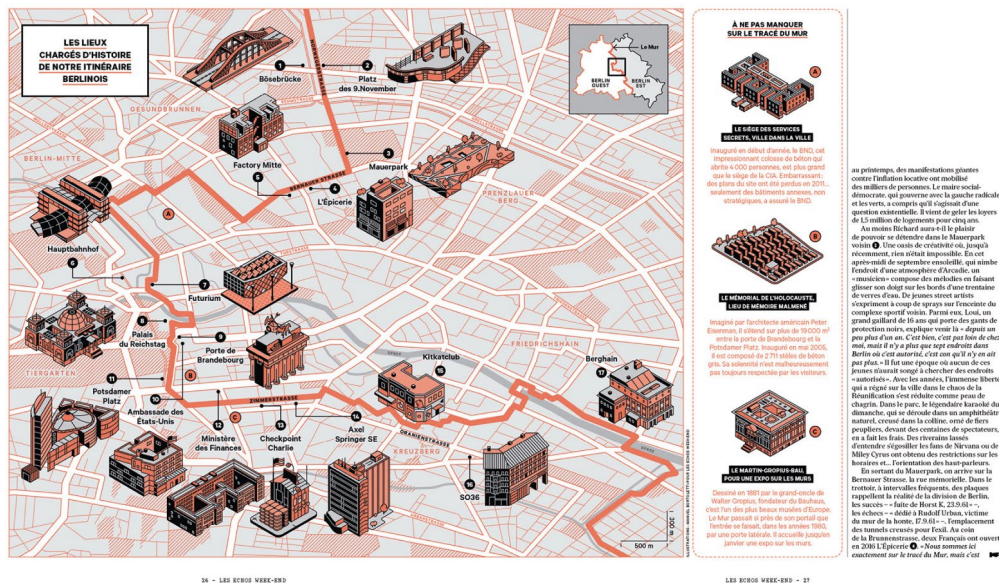 LES LIEUX
CHARGÉS D'HISTOIRE
DE NOTRE ITINÉRAIRE
BERLINOIS
1
Bösebrücke
2
Platz
des 9.November
Le Mur
BERLIN
OUEST
BERLIN
EST
GESUNDBRUNNEN
BERLIN-MITTE
Factory Mitte
5
3
Mauerpark
4
L'Épicerie
BERNAUERSTRASSE
PRENZLAUER
BERG
A
Hauptbahnhof
6
7
Futurium
8
Palais
du Reichstag
9
Porte de
Brandebourg
TIERGARTEN
B
11
Potsdamer
Platz
10
Ambassade des
États-Unis
12
Ministère
des Finances
C
ZIMMERSTRASSE
13
Checkpoint
Charlie
14
Axel
Springer SE
Kitkatclub
15
FRIEDRICHSHAIN
Berghain
17
ORANIENSTRASSE
KREUZBERG
16
SO36
SPREE
500 m
300 m
À NE PAS MANQUER
SUR LE TRACÉ DU MUR
A
LE SIÈGE DES SERVICES
SECRETS, VILLE DANS LA VILLE
Inauguré en début d'année, le BND, cet
impressionnant colosse de béton qui
abrite 4 000 personnes, est plus grand
que le siège de la CIA. Embarrassant :
des plans du site ont été perdus en 2011...
seulement des bâtiments annexes, non
stratégiques, a assuré le BND.
B
LE MÉMORIAL DE L'HOLOCAUSTE,
LIEU DE MÉMOIRE MALMENÉ
Imaginé par l'architecte américain Peter
Eisenman, il s'étend sur plus de 19 000 m²
entre la porte de Brandebourg et la
Potsdamer Platz. Inauguré en mai 2005,
il est composé de 2 711 stèles de béton
gris. Sa solennité n'est malheureusement
pas toujours respectée par les visiteurs.
C
LE MARTIN-GROPIUS-BAU,
POUR UNE EXPO SUR LES MURS
Dessiné en 1881 par le grand-oncle de
Walter Gropius, fondateur du Bauhaus,
c'est l'un des plus beaux musées d'Europe.
Le Mur passait si près de son portail que
l'entrée se faisait, dans les années 1980,
par une porte latérale. Il accueille jusqu'en
janvier une expo sur les murs.
au printemps, des manifestations géantes
contre l'inflation locative ont mobilisé
des milliers de personnes. Le maire social-
démocrate, qui gouverne avec la gauche radicale
et les verts, a compris qu'il s'agissait d'une
question existentielle. Il vient de geler les loyers
de 1,5 million de logements pour cinq ans.
Au moins Richard aura-t-il le plaisir
de pouvoir se détendre dans le Mauerpark
voisin 3. Une oasis de créativité où, jusqu'à
récemment, rien n'était impossible. En cet
après-midi de septembre ensoleillé, qui nimbe
l'endroit d'une atmosphère d'Arcadie, un
« musicien » compose des mélodies en faisant
glisser son doigt sur les bords d'une trentaine
de verres d'eau. De jeunes street artists
s'expriment à coup de sprays sur l'enceinte du
complexe sportif voisin. Parmi eux, Loui, un
grand gaillard de 16 ans qui porte des gants de
protection noirs, explique venir là « depuis un
peu plus d'un an. C'est bien, c'est pas loin de chez
moi, mais il n'y a plus que sept endroits dans
Berlin où c'est autorisé, c'est con qu'il n'y en ait
pas plus. » Il fut une époque où aucun de ces
jeunes n'aurait songé à chercher des endroits
« autorisés ». Avec les années, l'immense liberté
qui a régné sur la ville dans le chaos de la
Réunification s'est réduite comme peau de
chagrin. Dans le parc, le légendaire karaoké du
dimanche, qui se déroule dans un amphithéâtre
naturel, creusé dans la colline, orné de fiers
peupliers, devant des centaines de spectateurs,
en a fait les frais. Des riverains lassés
d'entendre s'égosiller les fans de Nirvana ou de
Miley Cyrus ont obtenu des restrictions sur les
horaires et... l'orientation des haut-parleurs.
En sortant du Mauerpark, on arrive sur la
Bernauer Strasse, la rue mémorielle. Dans le
trottoir, à intervalles fréquents, des plaques
rappellent la réalité de la division de Berlin,
les succès – « fuite de Horst K, 23.9.61 » –,
les échecs – « dédié à Rudolf Urban, victime
du mur de la honte, 17.9.61 » –, l'emplacement
des tunnels creusés pour l'exil. Au coin
de la Brunnenstrasse, deux Français ont ouvert
en 2016 L'Épicerie 4. « Nous sommes ici
exactement sur le tracé du Mur, mais c'est
26 – LES ECHOS WEEK-END
LES ECHOS WEEK-END – 27